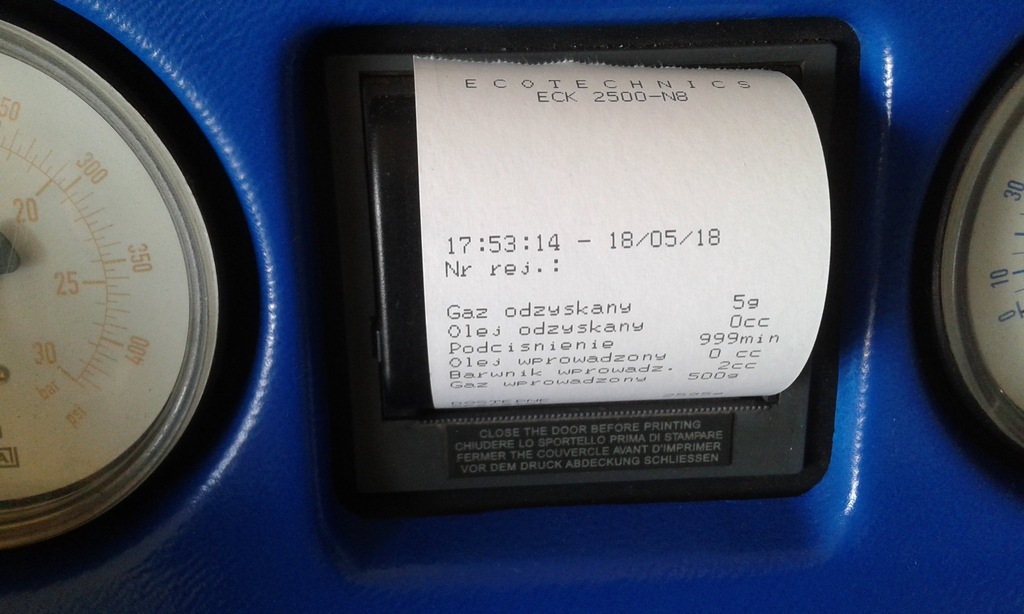 E C O T E C H N I C S
ECK 2500-N8
17:53:14 - 18/05/18
Nr rej.:
Gaz odzyskany 5g
Olej odzyskany 0cc
Podcisnienie 999min
Olej wprowadzony 0 cc
Barwnik wprowadz. 2cc
Gaz wprowadzony 500g
CLOSE THE DOOR BEFORE PRINTING
CHIUDERE LO SPORTELLO PRIMA DI STAMPARE
FERMER THE COUVERCLE AVANT D'IMPRIMER
VOR DEM DRUCK ABDECKUNG SCHLIESSEN
300
20
350
25
400
30
bar
psi
30
10
0